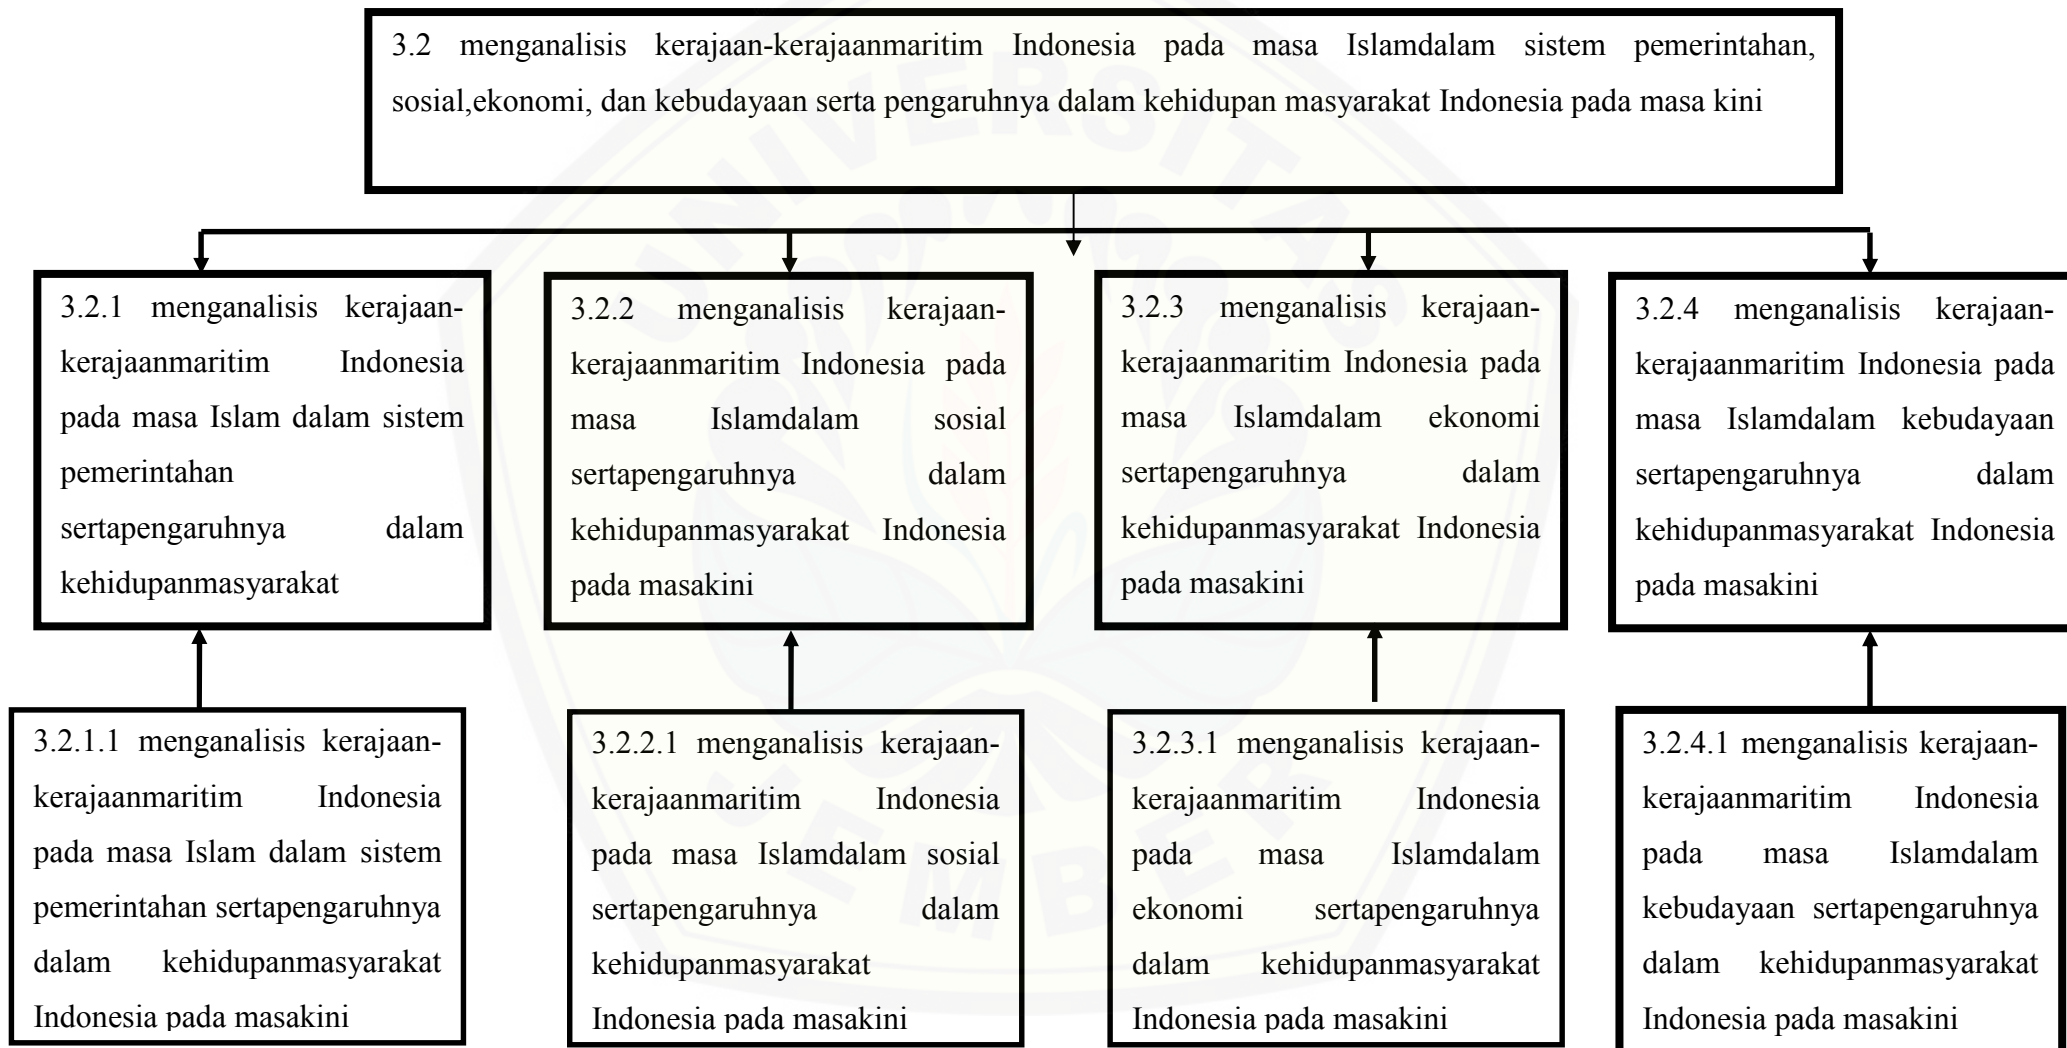 3.2 menganalisis kerajaan-kerajaanmaritim Indonesia pada masa Islamdalam sistem pemerintahan,
sosial,ekonomi, dan kebudayaan serta pengaruhnya dalam kehidupan masyarakat Indonesia pada masa kini
3.2.1 menganalisis kerajaan-
kerajaanmaritim Indonesia
pada masa Islam dalam sistem
pemerintahan
sertapengaruhnya dalam
kehidupanmasyarakat
3.2.2 menganalisis kerajaan-
kerajaanmaritim Indonesia pada
masa Islamdalam sosial
sertapengaruhnya dalam
kehidupanmasyarakat Indonesia
pada masakini
3.2.3 menganalisis kerajaan-
kerajaanmaritim Indonesia pada
masa Islamdalam ekonomi
sertapengaruhnya dalam
kehidupanmasyarakat Indonesia
pada masakini
3.2.4 menganalisis kerajaan-
kerajaanmaritim Indonesia pada
masa Islamdalam kebudayaan
sertapengaruhnya dalam
kehidupanmasyarakat Indonesia
pada masakini
3.2.1.1 menganalisis kerajaan-
kerajaanmaritim Indonesia
pada masa Islam dalam sistem
pemerintahan sertapengaruhnya
dalam kehidupanmasyarakat
Indonesia pada masakini
3.2.2.1 menganalisis kerajaan-
kerajaanmaritim Indonesia
pada masa Islamdalam sosial
sertapengaruhnya dalam
kehidupanmasyarakat
Indonesia pada masakini
3.2.3.1 menganalisis kerajaan-
kerajaanmaritim Indonesia
pada masa Islamdalam
ekonomi sertapengaruhnya
dalam kehidupanmasyarakat
Indonesia pada masakini
3.2.4.1 menganalisis kerajaan-
kerajaanmaritim Indonesia
pada masa Islamdalam
kebudayaan sertapengaruhnya
dalam kehidupanmasyarakat
Indonesia pada masakini
UNIVERSITAS
JEMBER